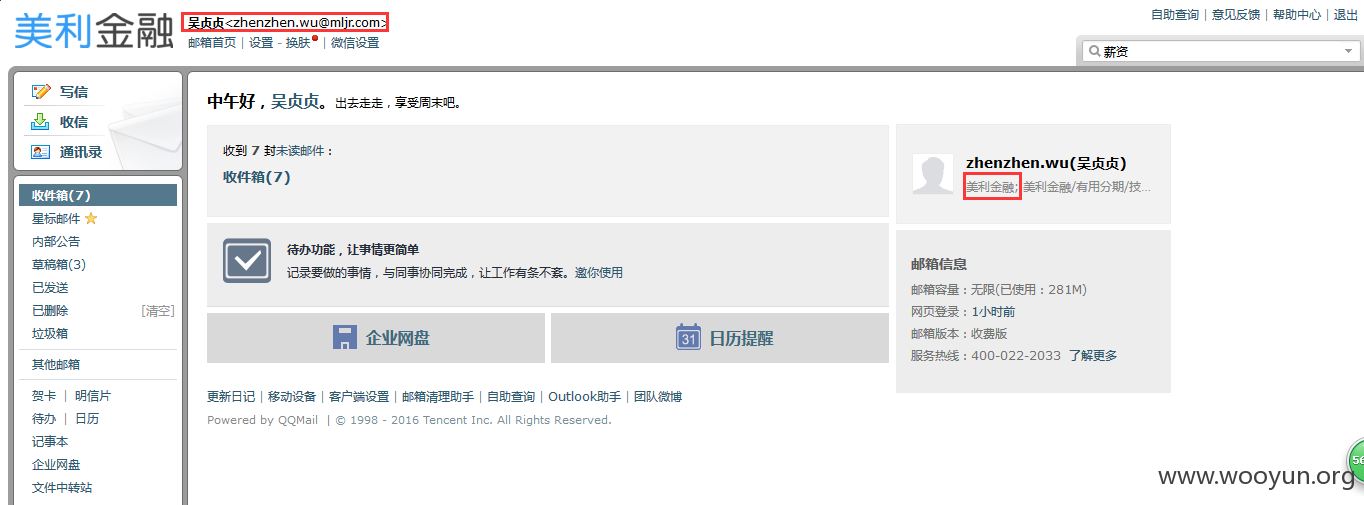 美利金融
吴贞贞<zhenzhen.wu@mljr.com>
邮箱首页 | 设置 - 换肤 | 微信设置
自助查询 | 意见反馈 | 帮助中心 | 退出
薪资
写信
收信
通讯录
收件箱(7)
星标邮件
内部公告
草稿箱(3)
已发送
已删除 [清空]
垃圾箱
其他邮箱
贺卡 | 明信片
待办 | 日历
记事本
企业网盘
文件中转站
中午好，吴贞贞。出去走走，享受周末吧。
收到 7 封未读邮件：
收件箱(7)
待办功能，让事情更简单
记录要做的事情，与同事协同完成，让工作有条不紊。邀你使用
企业网盘
31 日历提醒
更新日记 | 移动设备 | 客户端设置 | 邮箱清理助手 | 自助查询 | Outlook助手 | 团队微博
Powered by QQMail | © 1998 - 2016 Tencent Inc. All Rights Reserved.
zhenzhen.wu(吴贞贞)
美利金融; 美利金融/有用分期/技...
邮箱信息
邮箱容量：无限(已使用：281M)
网页登录：1小时前
邮箱版本：收费版
服务热线：400-022-2033 了解更多
56
www.wooyun.org